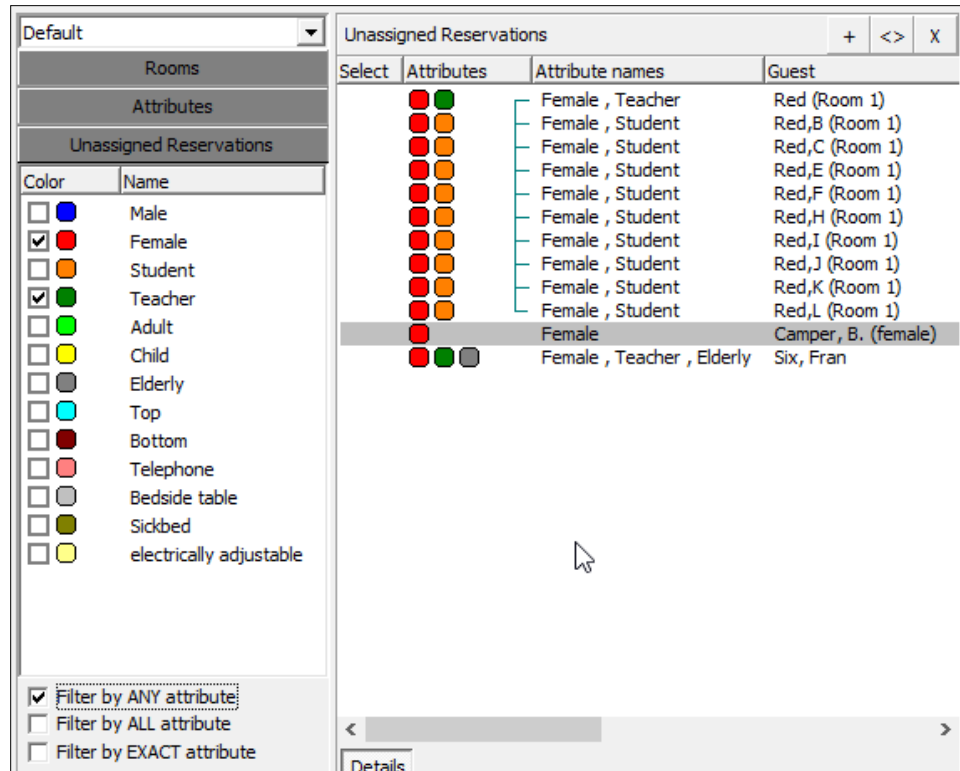 Default
Rooms
Attributes
Unassigned Reservations
Color Name
Male
Female
Student
Teacher
Adult
Child
Elderly
Top
Bottom
Telephone
Bedside table
Sickbed
electrically adjustable
Filter by ANY attribute
Filter by ALL attribute
Filter by EXACT attribute
Unassigned Reservations + <> X
Select Attributes Attribute names Guest
Female , Teacher Red (Room 1)
Female , Student Red,B (Room 1)
Female , Student Red,C (Room 1)
Female , Student Red,E (Room 1)
Female , Student Red,F (Room 1)
Female , Student Red,H (Room 1)
Female , Student Red,I (Room 1)
Female , Student Red,J (Room 1)
Female , Student Red,K (Room 1)
Female , Student Red,L (Room 1)
Female Camper, B. (female)
Female , Teacher , Elderly Six, Fran
Details